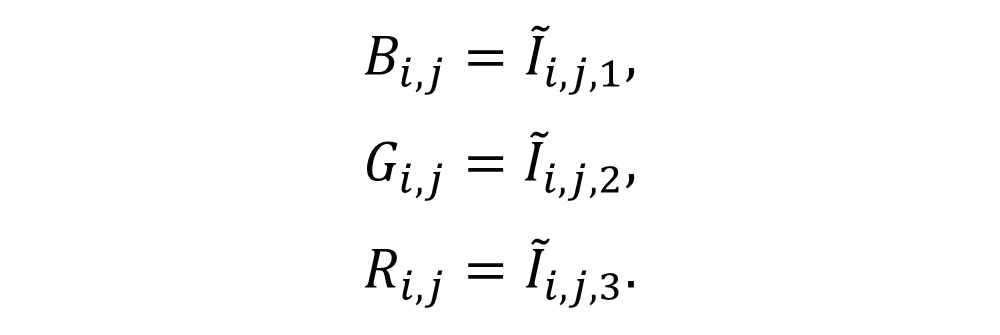 B_{i,j} = Ĩ_{i,j,1},
G_{i,j} = Ĩ_{i,j,2},
R_{i,j} = Ĩ_{i,j,3}.